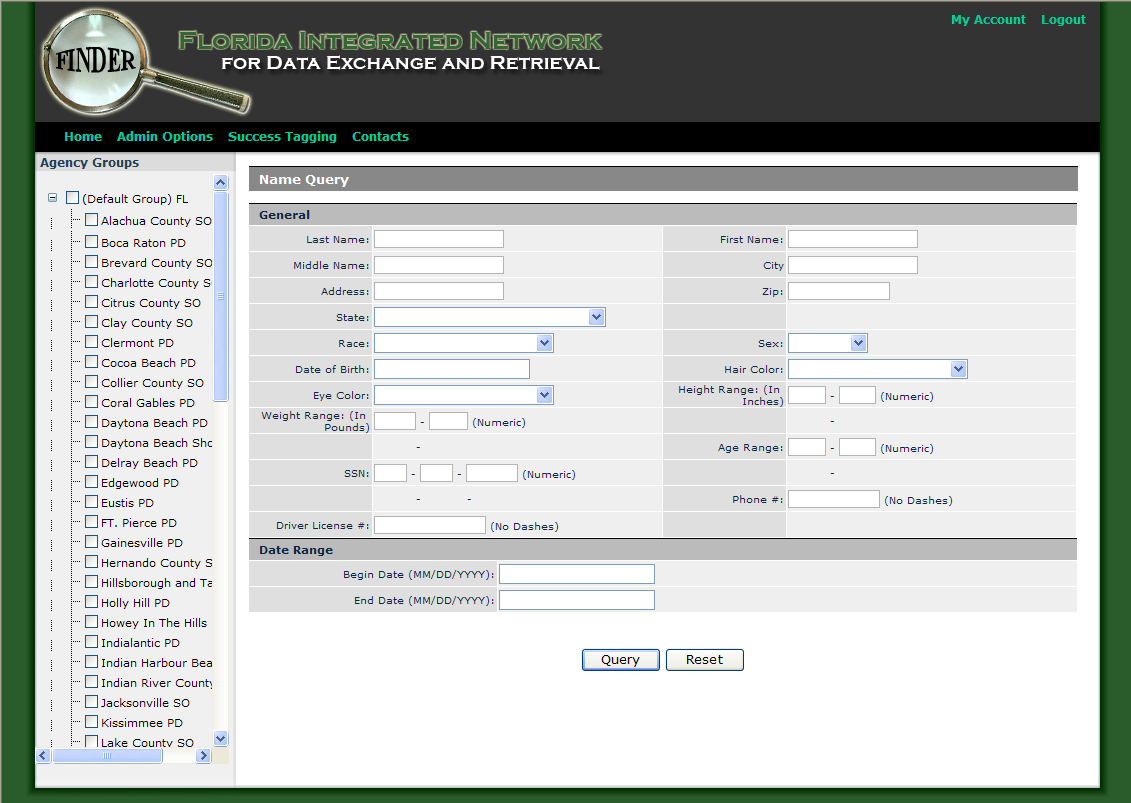 My Account Logout
FINDER
FLORIDA INTEGRATED NETWORK
FOR DATA EXCHANGE AND RETRIEVAL
Home Admin Options Success Tagging Contacts
Agency Groups
(Default Group) FL
Alachua County SO
Boca Raton PD
Brevard County SO
Charlotte County S
Citrus County SO
Clay County SO
Clermont PD
Cocoa Beach PD
Collier County SO
Coral Gables PD
Daytona Beach PD
Daytona Beach Sho
Delray Beach PD
Edgewood PD
Eustis PD
FT. Pierce PD
Gainesville PD
Hernando County S
Hillsborough and Ta
Holly Hill PD
Howey In The Hills
Indialantic PD
Indian Harbour Bea
Indian River County
Jacksonville SO
Kissimmee PD
Lake County SO
Name Query
General
Last Name: First Name:
Middle Name: City
Address: Zip:
State:
Race: Sex:
Date of Birth: Hair Color:
Eye Color: Height Range: (In Inches) - (Numeric)
Weight Range: (In Pounds) - (Numeric) -
- Age Range: - (Numeric)
SSN: - - (Numeric) -
- - Phone #: (No Dashes)
Driver License #: (No Dashes)
Date Range
Begin Date (MM/DD/YYYY):
End Date (MM/DD/YYYY):
Query Reset